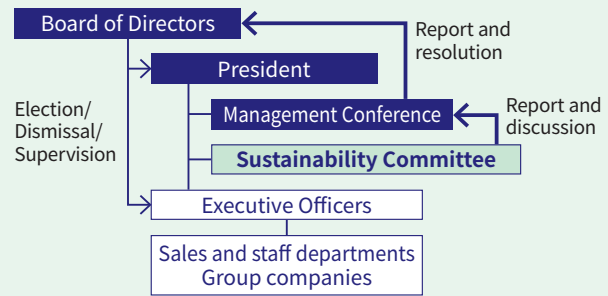 Board of Directors
Report and
resolution
President
Election/
Dismissal/
Supervision
Management Conference
Report and
discussion
Sustainability Committee
Executive Officers
Sales and staff departments
Group companies